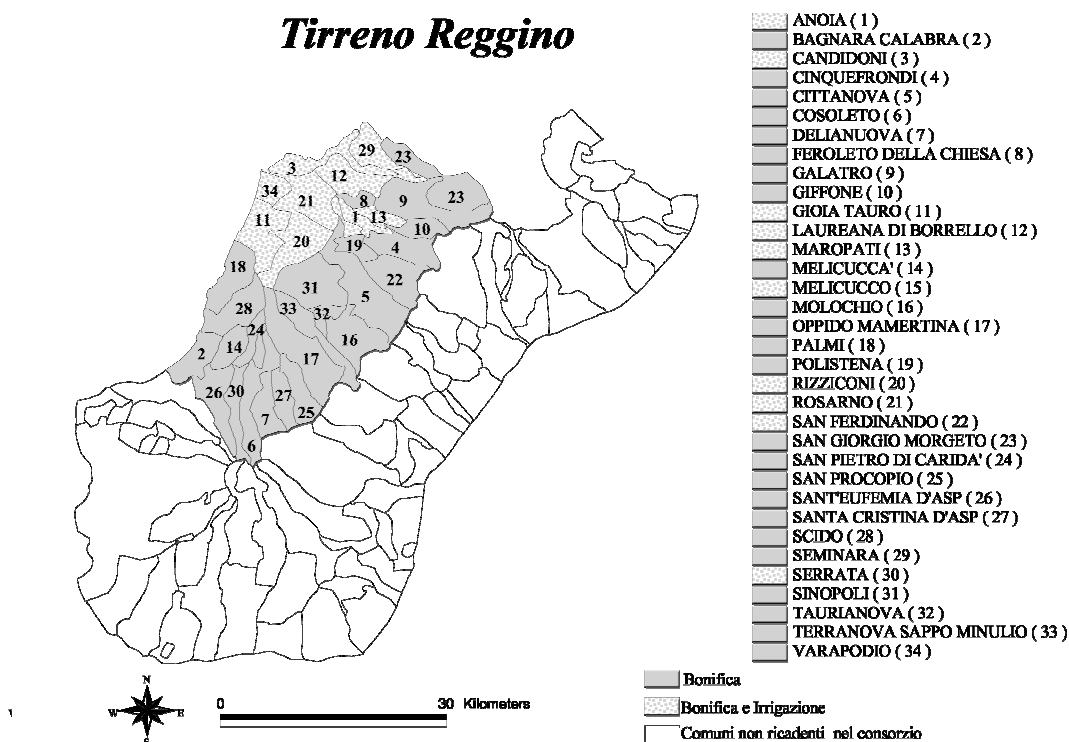 Tirreno Reggino
ANOIA ( 1 )
BAGNARA CALABRA ( 2 )
CANDIDONI ( 3 )
CINQUEFRONDI ( 4 )
CITTANOVA ( 5 )
COSOLETO ( 6 )
DELIANUOVA ( 7 )
FEROLETO DELLA CHIESA ( 8 )
GALATRO ( 9 )
GIFFONE ( 10 )
GIOIA TAURO ( 11 )
LAUREANA DI BORRELLO ( 12 )
MAROPATI ( 13 )
MELICUCCA' ( 14 )
MELICUCCO ( 15 )
MOLOCHIO ( 16 )
OPPIDO MAMERTINA ( 17 )
PALMI ( 18 )
POLISTENA ( 19 )
RIZZICONI ( 20 )
ROSARNO ( 21 )
SAN FERDINANDO ( 22 )
SAN GIORGIO MORGETO ( 23 )
SAN PIETRO DI CARIDA' ( 24 )
SAN PROCOPIO ( 25 )
SANT'EUFEMIA D'ASP ( 26 )
SANTA CRISTINA D'ASP ( 27 )
SCIDO ( 28 )
SEMINARA ( 29 )
SERRATA ( 30 )
SINOPOLI ( 31 )
TAURIANOVA ( 32 )
TERRANOVA SAPPO MINULIO ( 33 )
VARAPODIO ( 34 )
29 23
3 12
34 21 8 9 23
11 1 13
20 19 4 10
18 22
31 5
28 33 32
24
2 14 17 16
26 30 27
7 25
6
N
W E
S
0 30 Kilometers
Bonifica
Bonifica e Irrigazione
Comuni non ricadenti nel consorzio